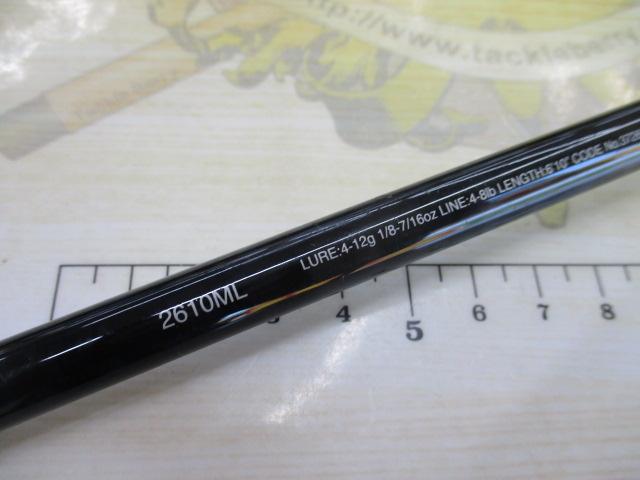 http://www.tackleberry
2610ML LURE:4-12g 1/8-7/16oz LINE:4-8lb LENGTH:6'10" CODE No.
4 5 6 7 8